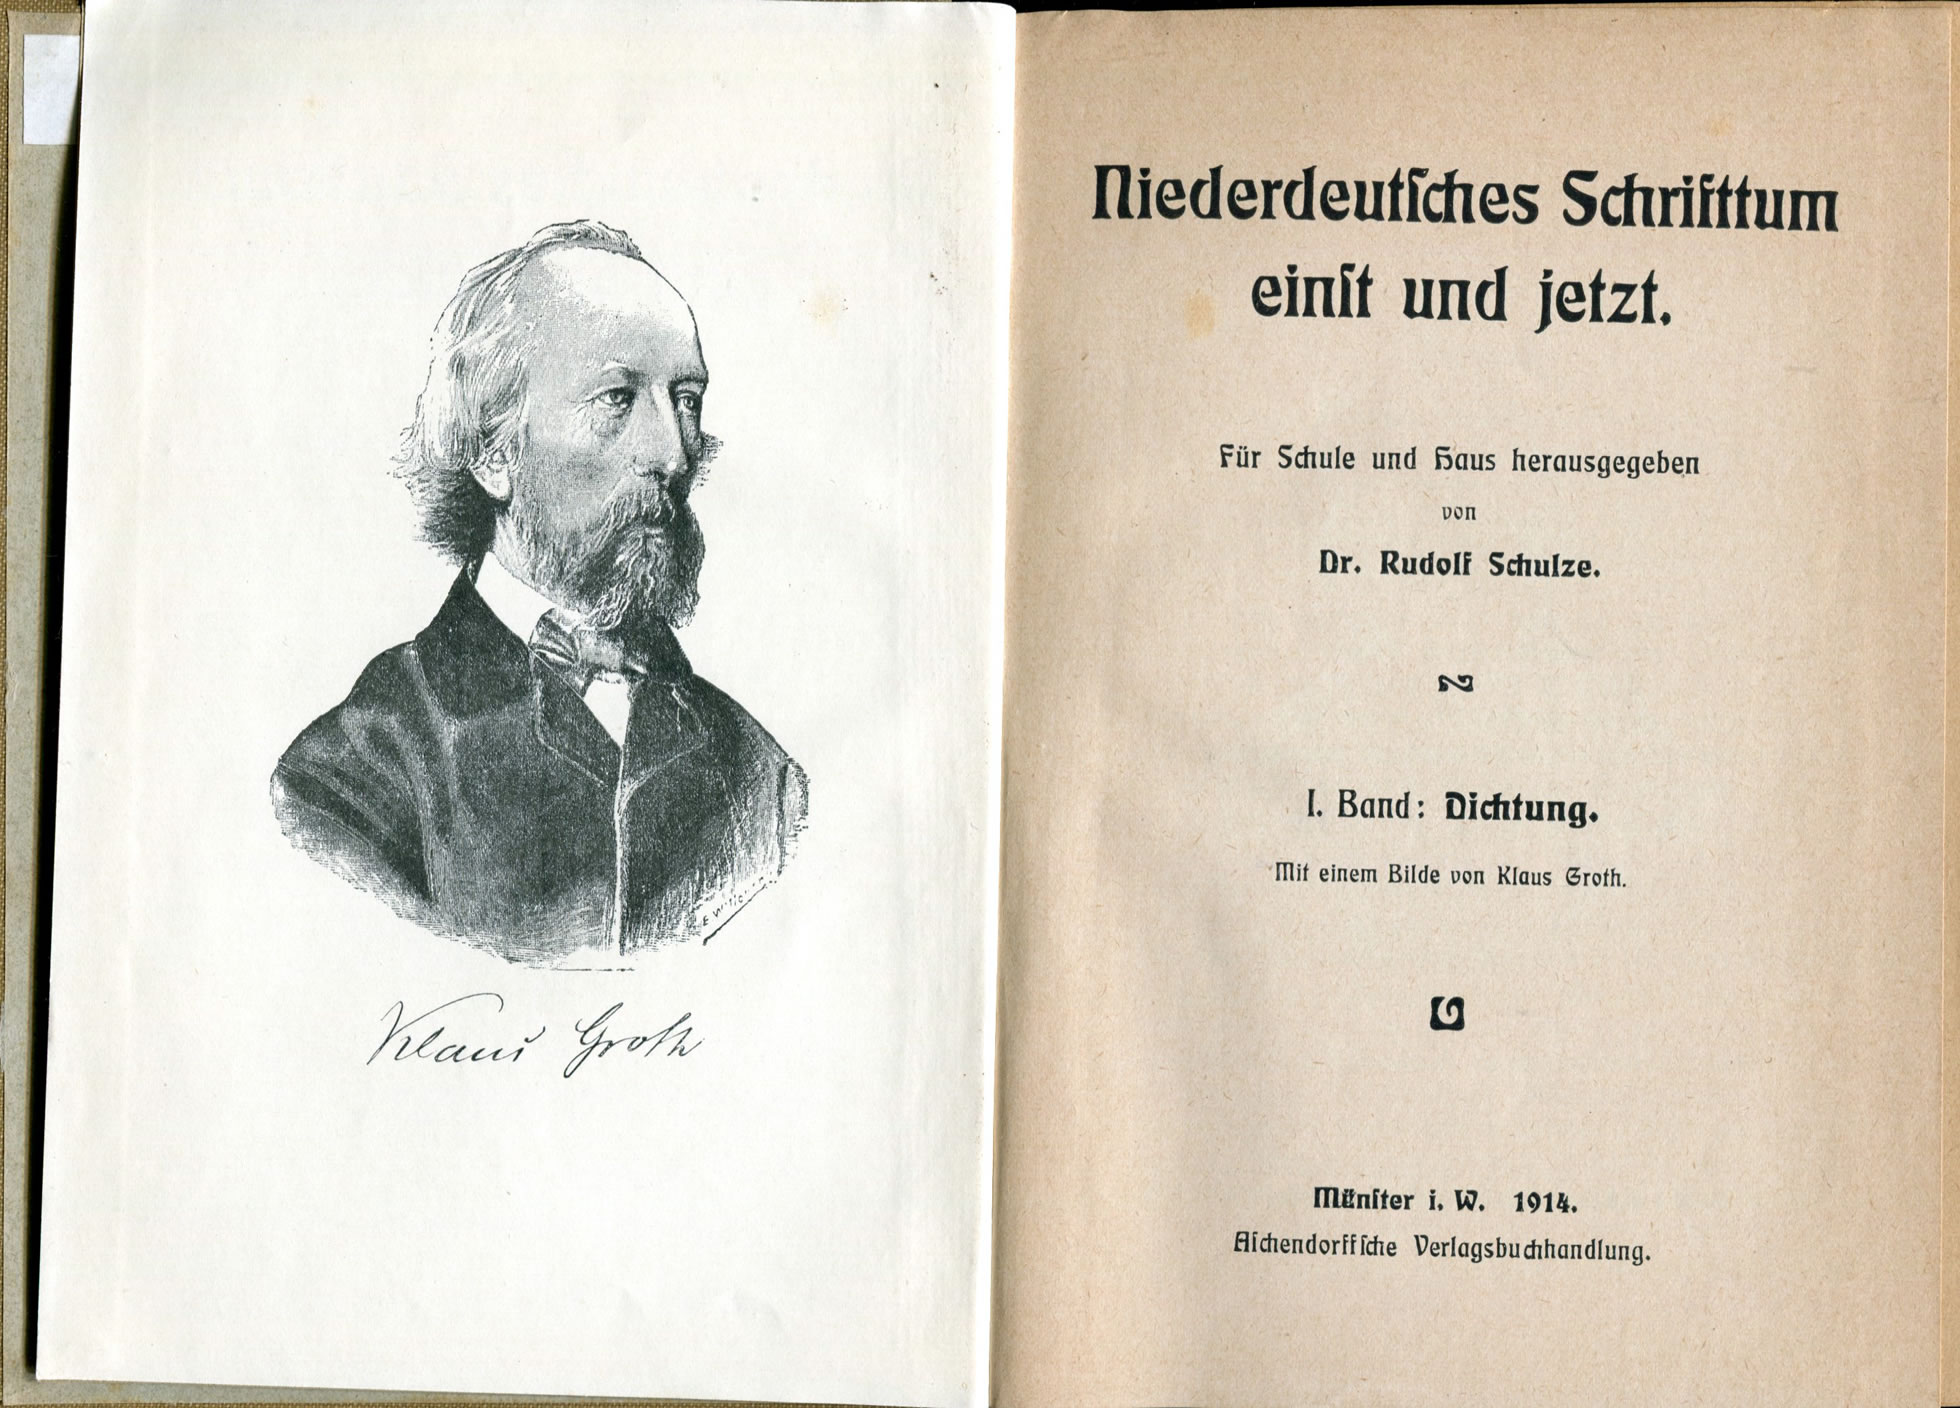 Klaus Groth
Niederdeutſches Schrifttum
einſt und jetzt.
Für Schule und Haus herausgegeben
von
Dr. Rudolf Schulze.
I. Band: Dichtung.
Mit einem Bilde von Klaus Groth.
Münſter i. W. 1914.
Aſchendorffſche Verlagsbuchhandlung.